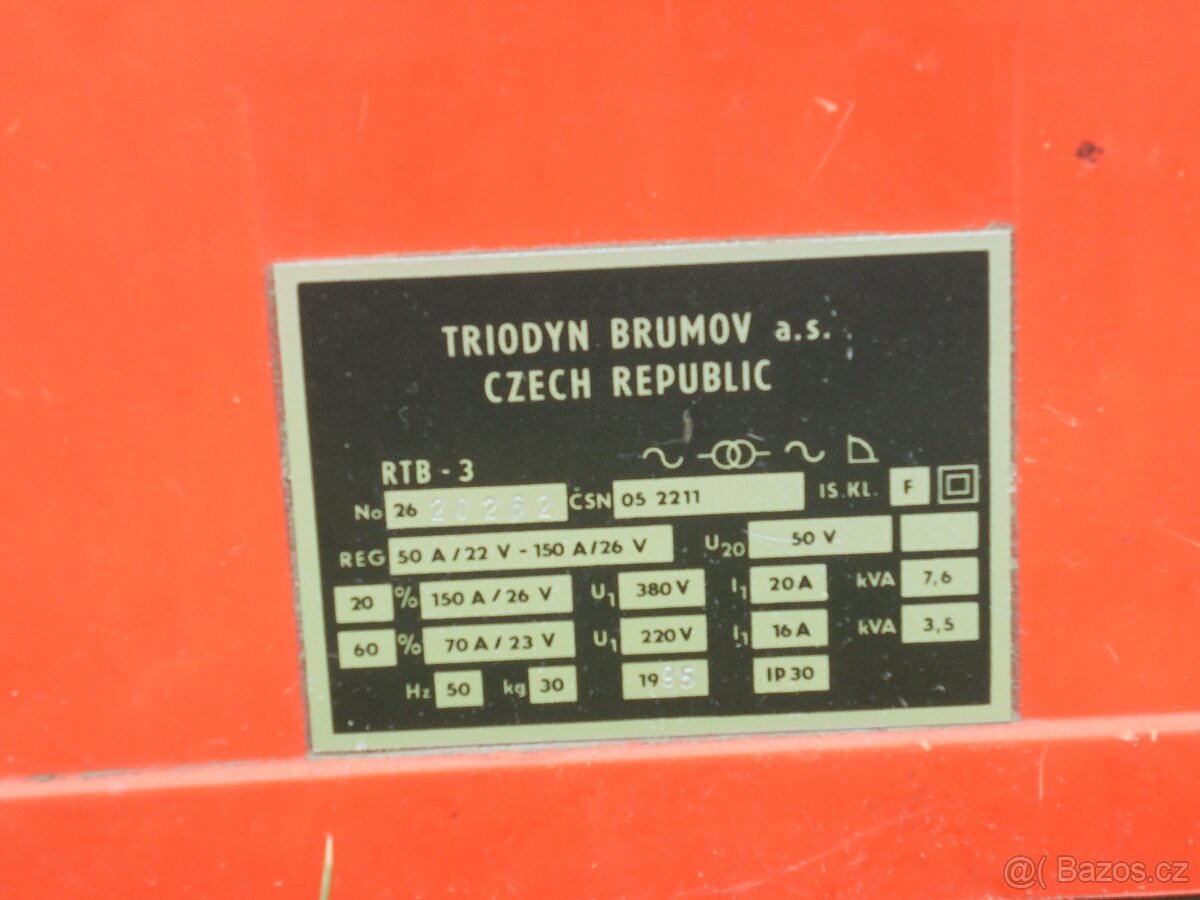 TRIODYN BRUMOV a.s.
CZECH REPUBLIC
RTB - 3
No 26 20262 ČSN 05 2211 IS.KL. F
REG 50 A / 22 V - 150 A / 26 V U20 50 V
20 % 150 A / 26 V U1 380 V I1 20 A kVA 7,6
60 % 70 A / 23 V U1 220 V I1 16 A kVA 3,5
Hz 50 kg 30 1995 IP 30
@( Bazos.cz